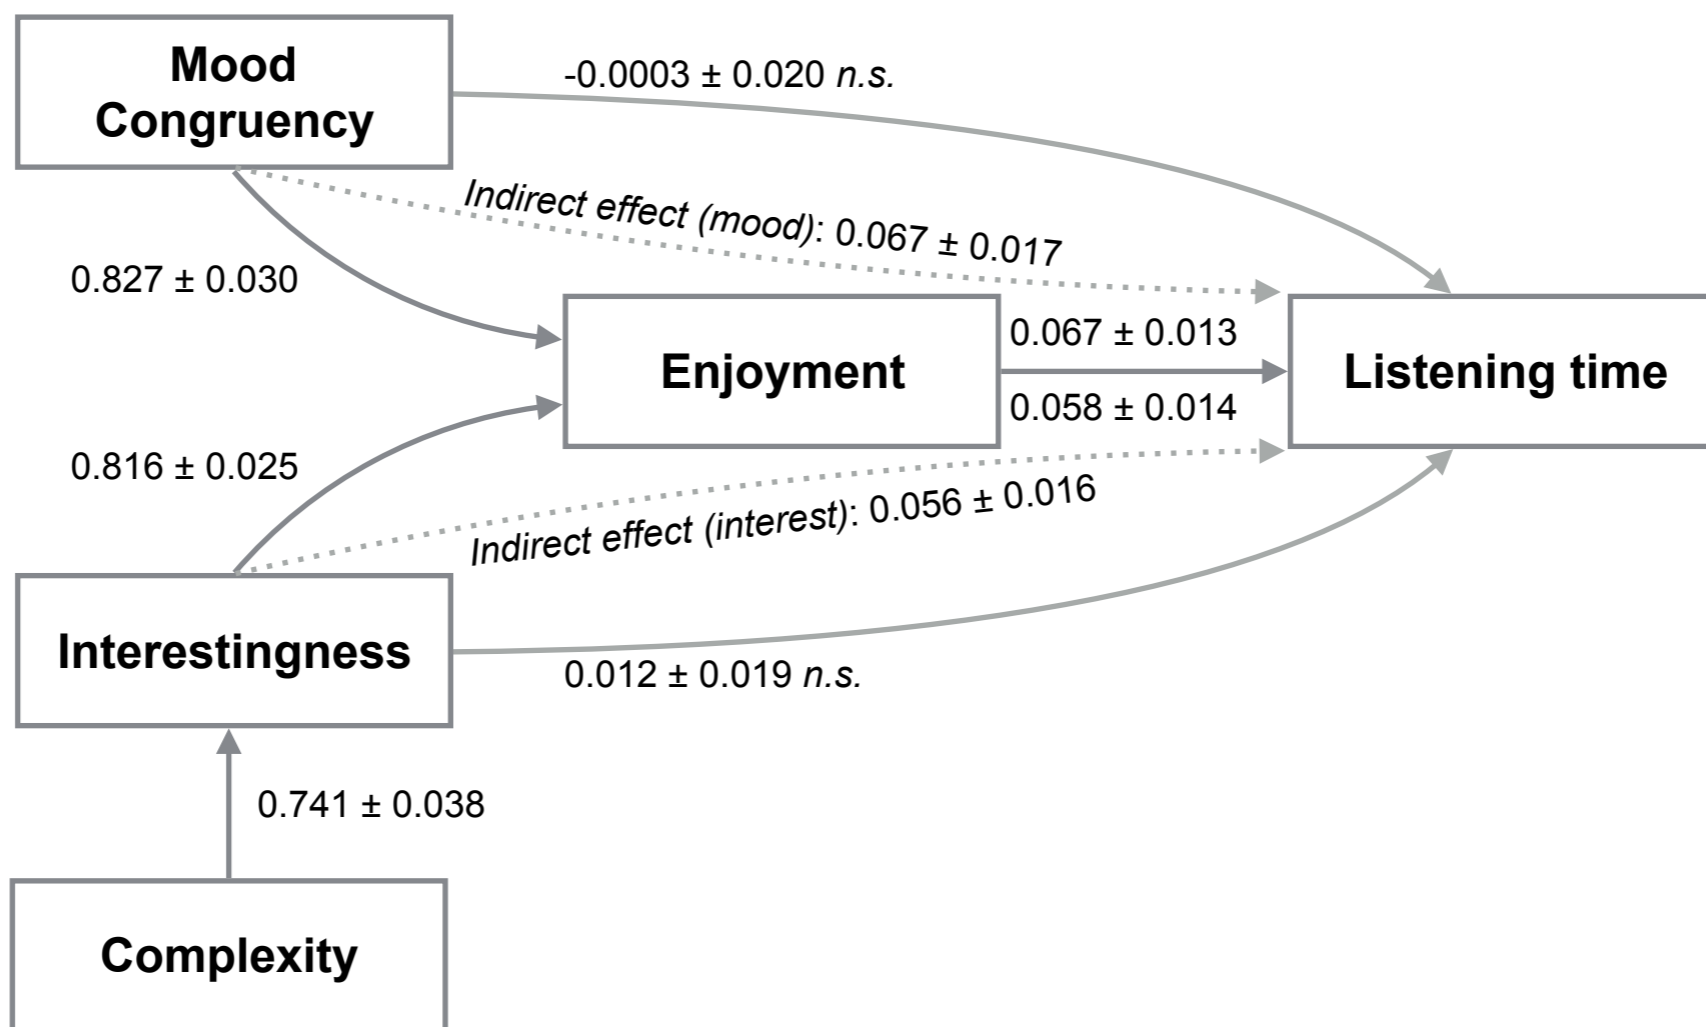 Mood
Congruency
-0.0003 ± 0.020 n.s.
Indirect effect (mood): 0.067 ± 0.017
0.827 ± 0.030
Enjoyment
0.067 ± 0.013
0.058 ± 0.014
Listening time
0.816 ± 0.025
Indirect effect (interest): 0.056 ± 0.016
Interestingness
0.012 ± 0.019 n.s.
0.741 ± 0.038
Complexity